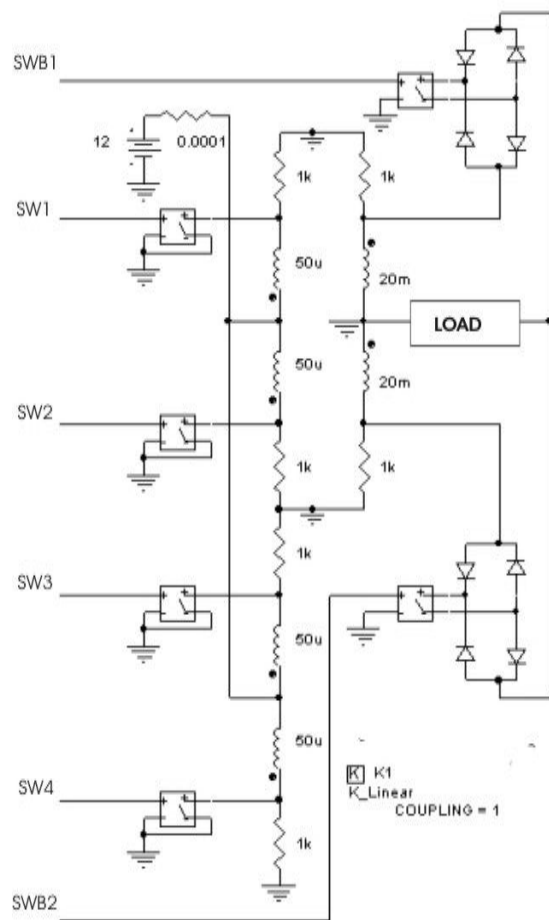 SWB1
12
0.0001
1k
1k
SW1
50u
20m
LOAD
50u
20m
SW2
1k
1k
1k
SW3
50u
50u
K K1
K_Linear
COUPLING = 1
SW4
1k
SWB2